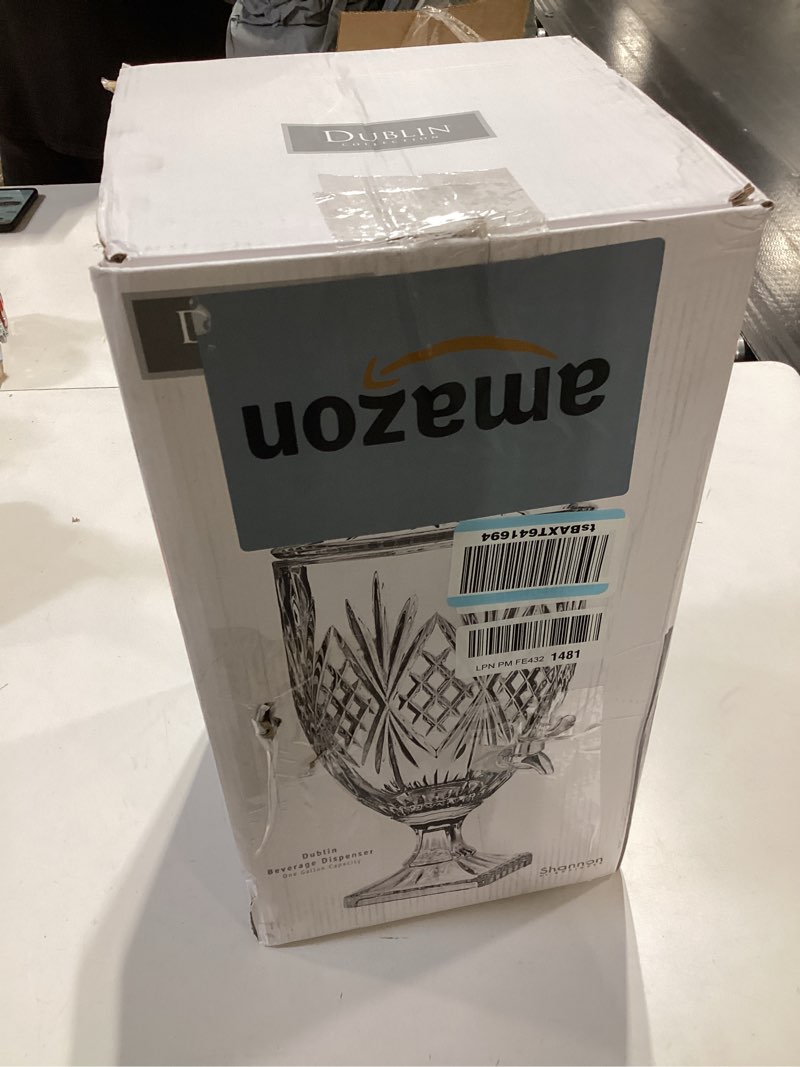 DUBLIN
COLLECTION
D
amazon
tsBAXT641694
LPN PM FE432 1481
Dublin
Beverage Dispenser
One Gallon Capacity
Shannon